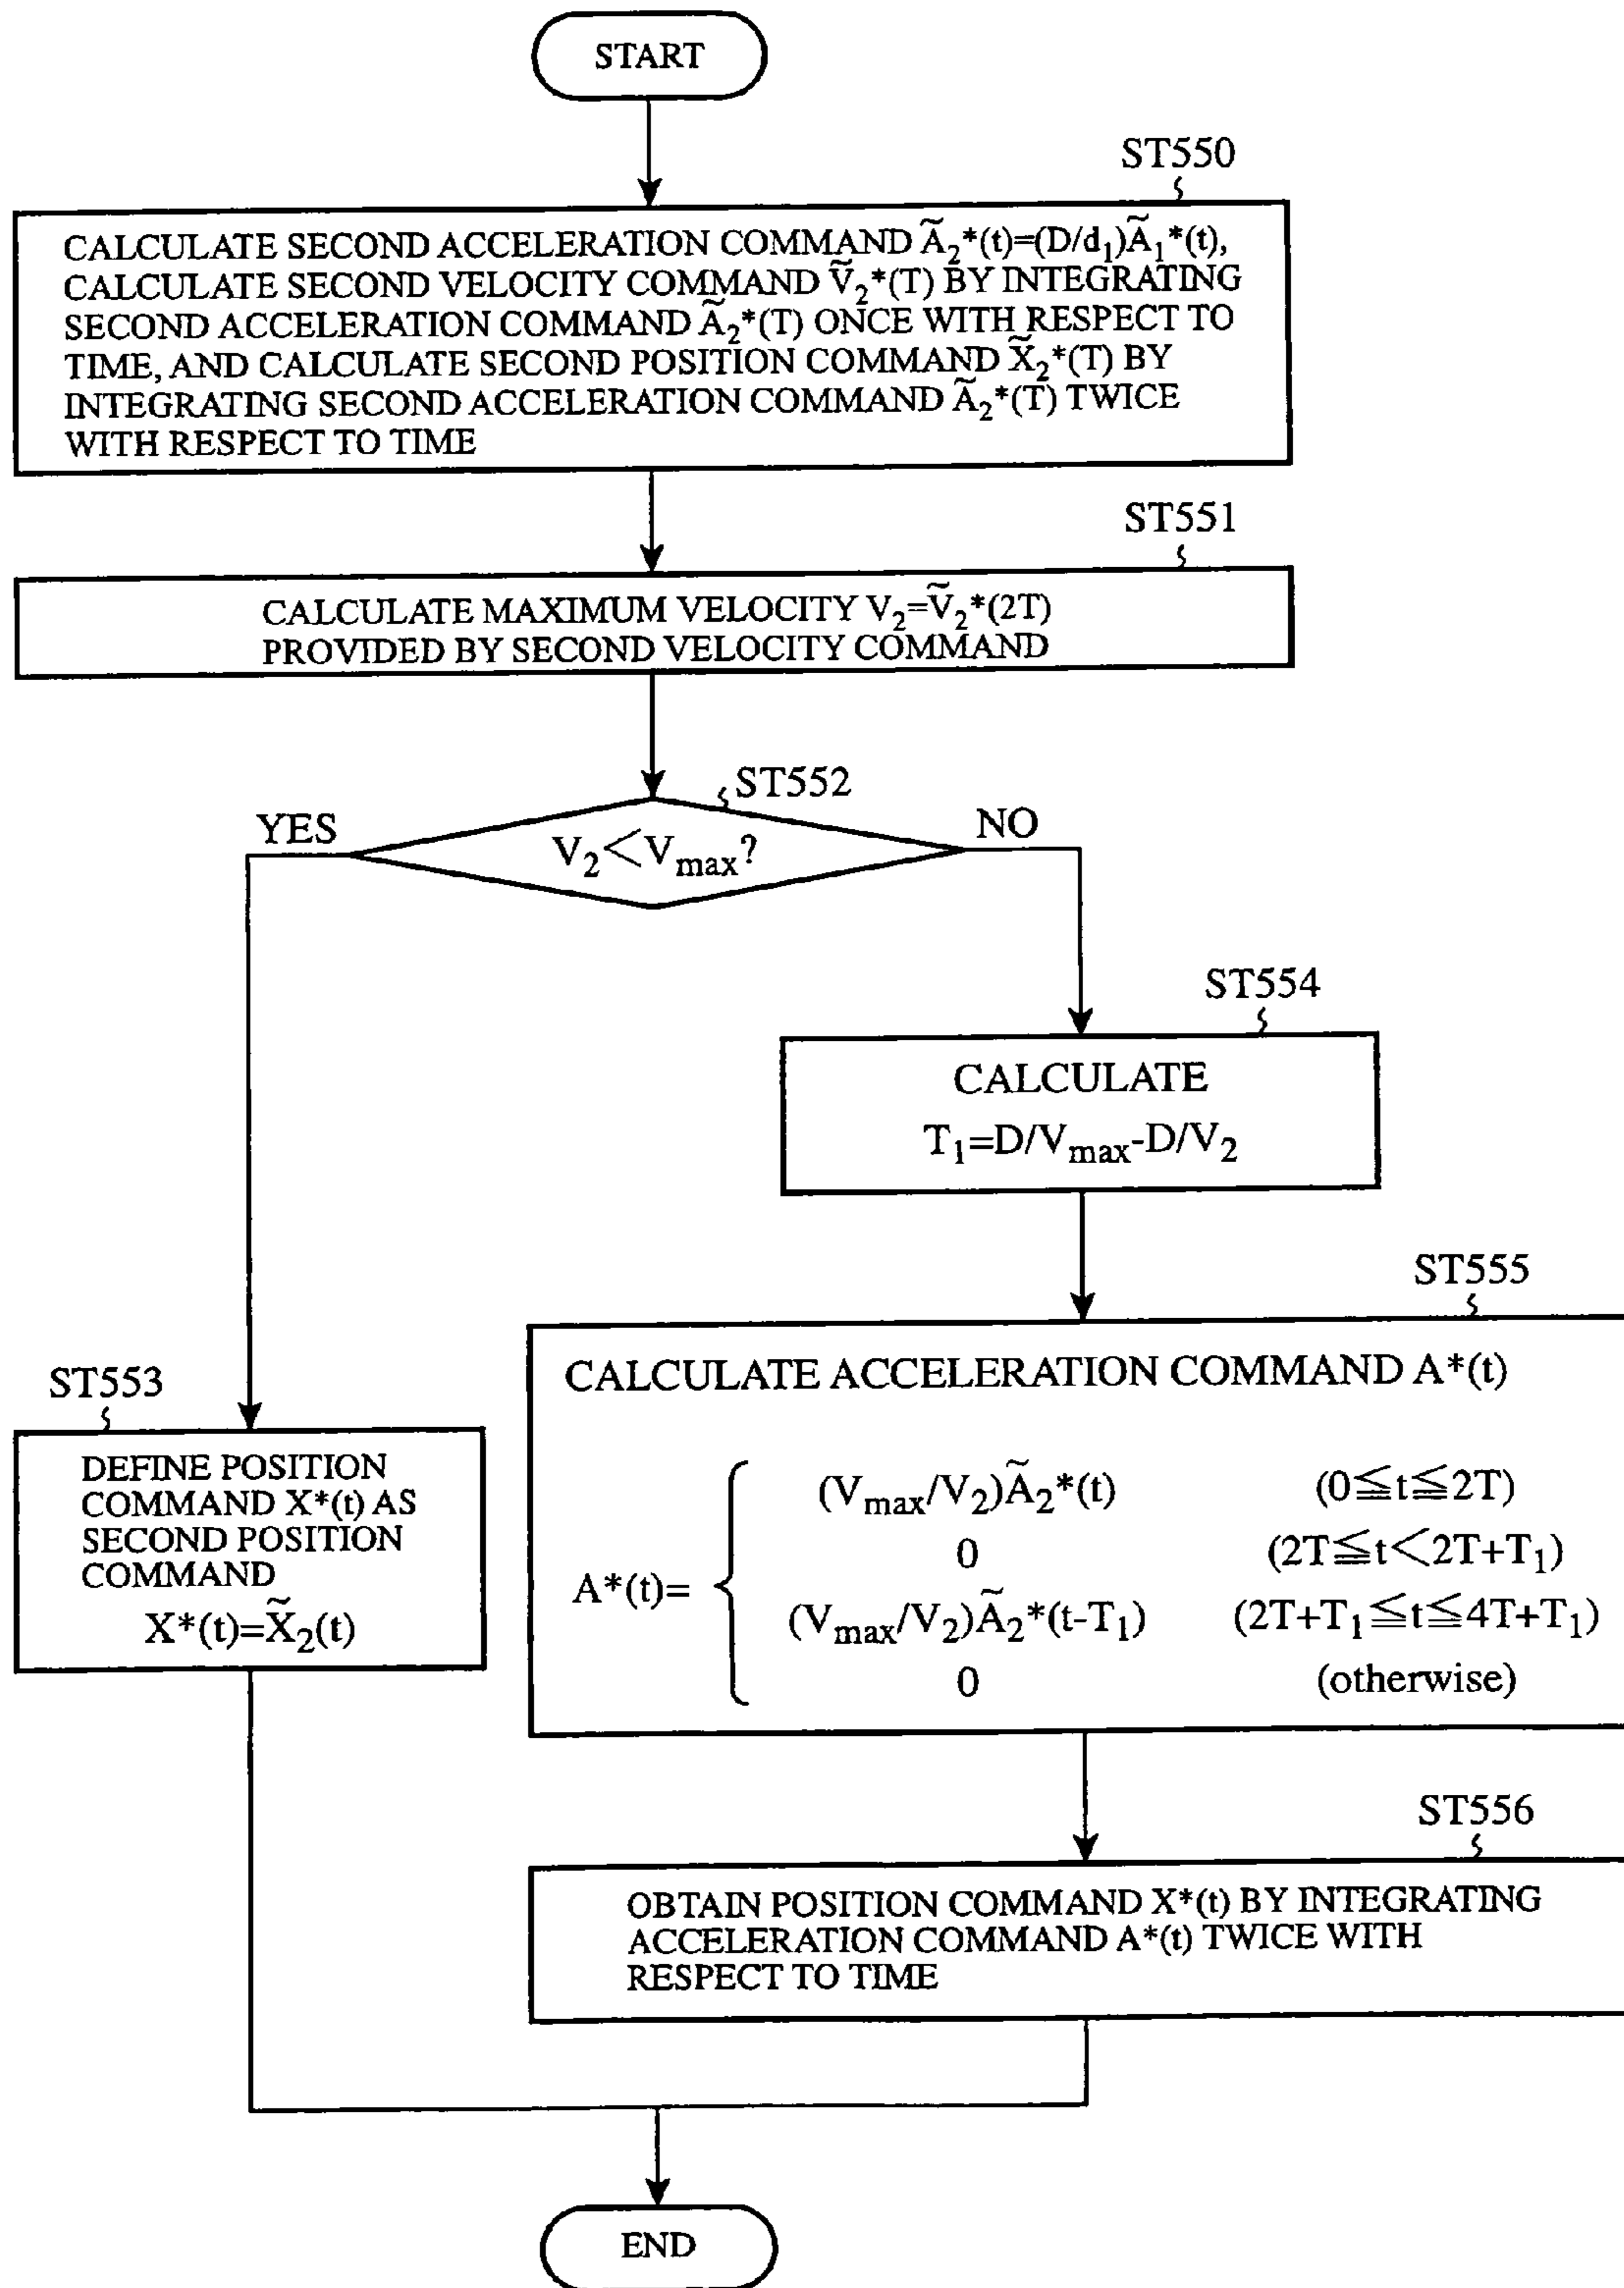 START
ST550
CALCULATE SECOND ACCELERATION COMMAND Ã₂*(t)=(D/d₁)Ã₁*(t),
CALCULATE SECOND VELOCITY COMMAND Ṽ₂*(T) BY INTEGRATING
SECOND ACCELERATION COMMAND Ã₂*(T) ONCE WITH RESPECT TO
TIME, AND CALCULATE SECOND POSITION COMMAND X̃₂*(T) BY
INTEGRATING SECOND ACCELERATION COMMAND Ã₂*(T) TWICE
WITH RESPECT TO TIME
ST551
CALCULATE MAXIMUM VELOCITY V₂=Ṽ₂*(2T)
PROVIDED BY SECOND VELOCITY COMMAND
ST552
YES
V₂<Vmax?
NO
ST554
CALCULATE
T₁=D/Vmax-D/V₂
ST553
DEFINE POSITION
COMMAND X*(t) AS
SECOND POSITION
COMMAND
X*(t)=X̃₂(t)
ST555
CALCULATE ACCELERATION COMMAND A*(t)
A*(t)=
(Vmax/V₂)Ã₂*(t) (0≦t≦2T)
0 (2T≦t<2T+T₁)
(Vmax/V₂)Ã₂*(t-T₁) (2T+T₁≦t≦4T+T₁)
0 (otherwise)
ST556
OBTAIN POSITION COMMAND X*(t) BY INTEGRATING
ACCELERATION COMMAND A*(t) TWICE WITH
RESPECT TO TIME
END